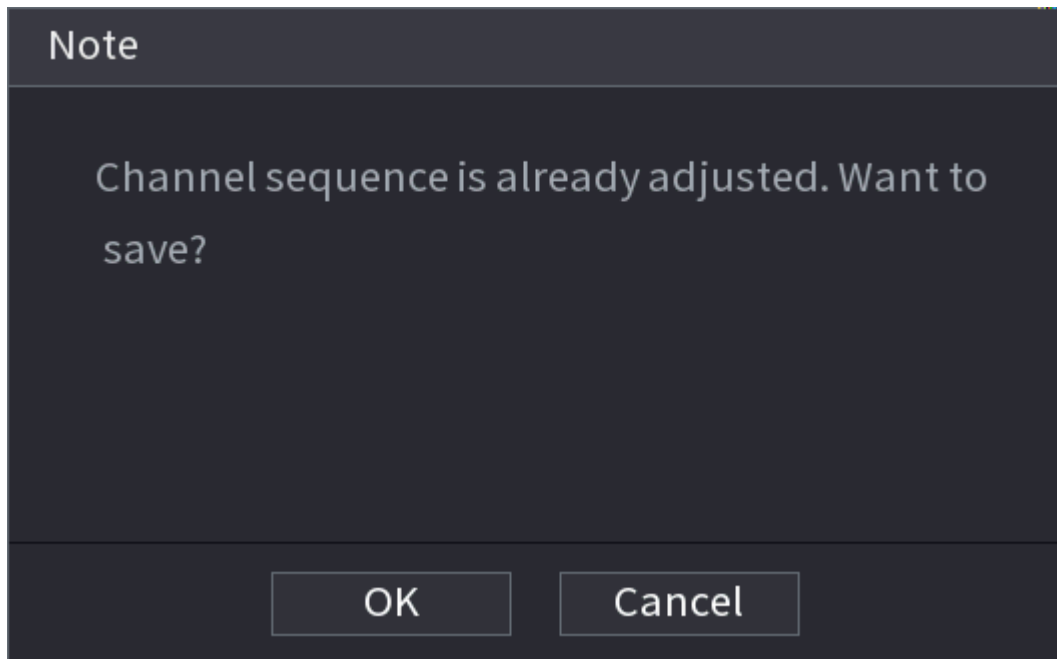 Note
Channel sequence is already adjusted. Want to
save?
OK
Cancel